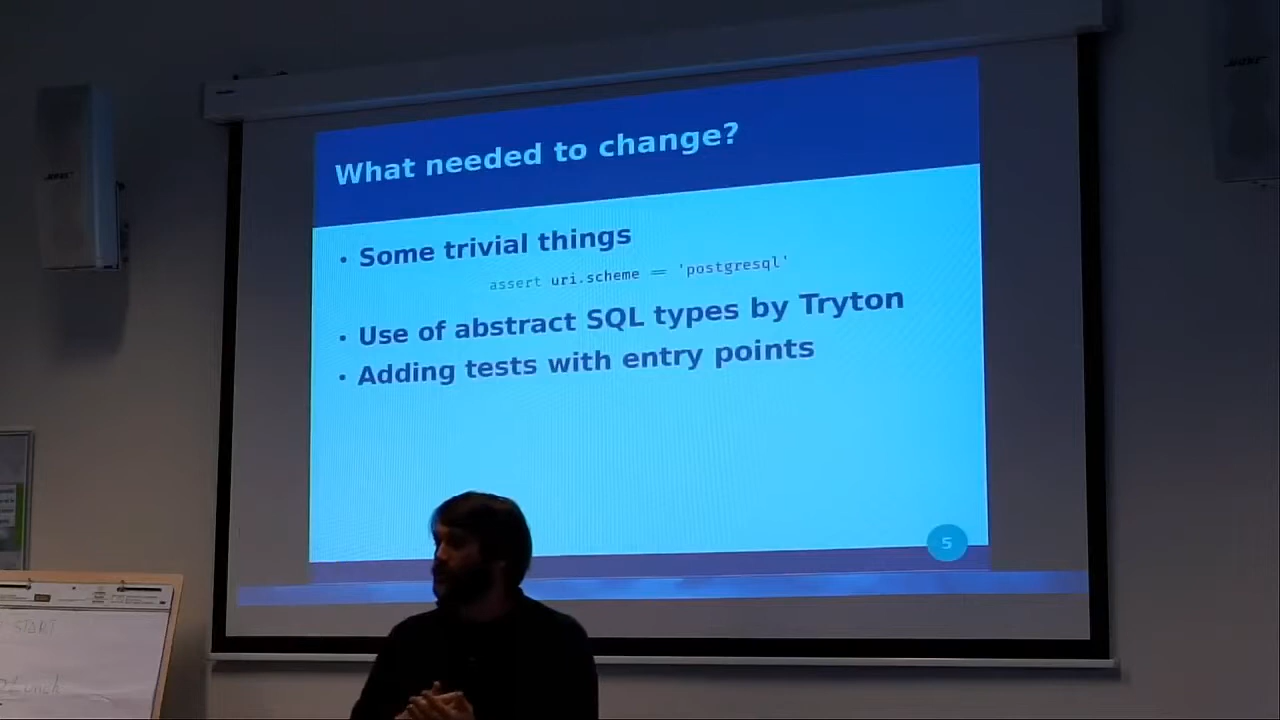 What needed to change?
• Some trivial things
assert uri.scheme == 'postgresql'
• Use of abstract SQL types by Tryton
• Adding tests with entry points
5
START